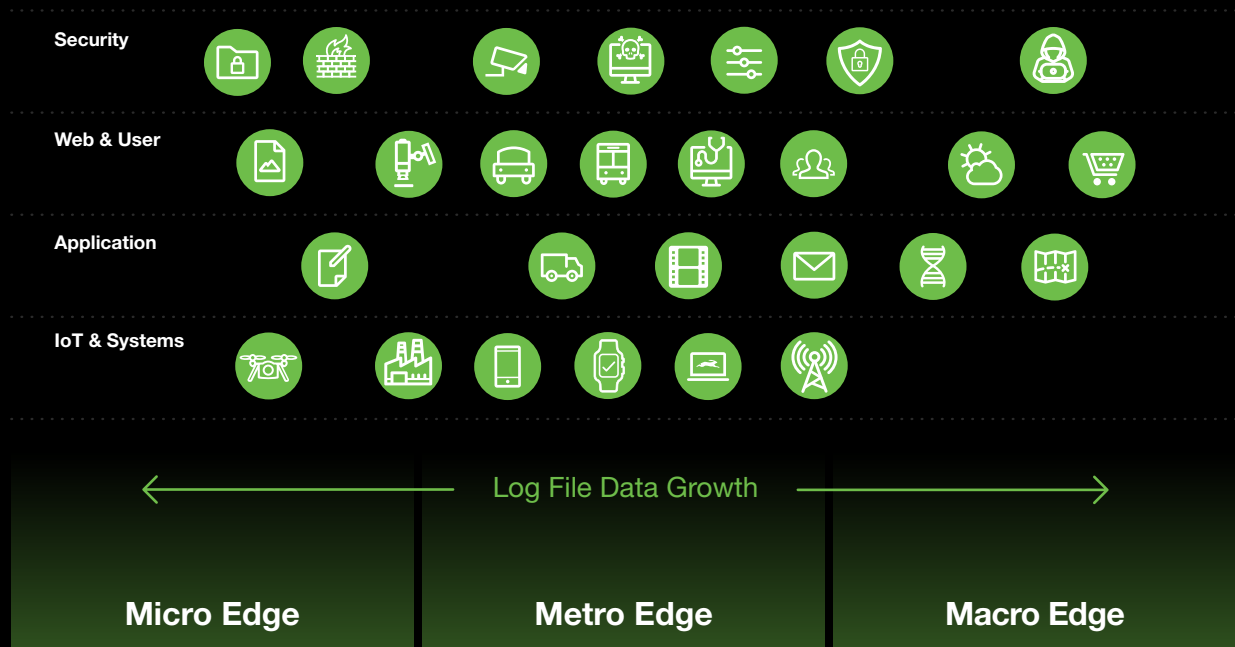 Security
Web & User
Application
IoT & Systems
Log File Data Growth
Micro Edge
Metro Edge
Macro Edge